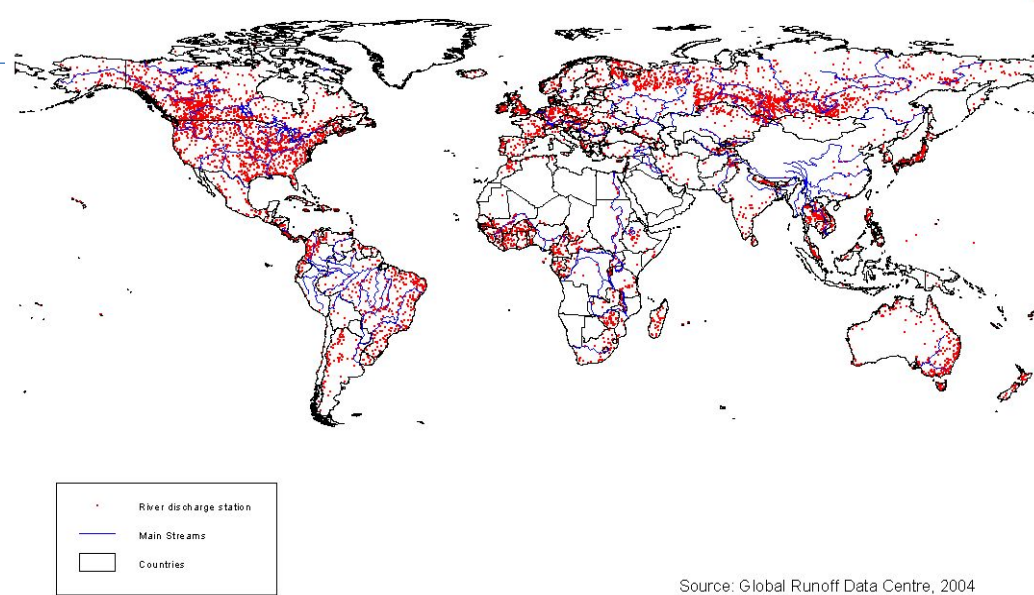 River discharge station
Main Streams
Countries
Source: Global Runoff Data Centre, 2004